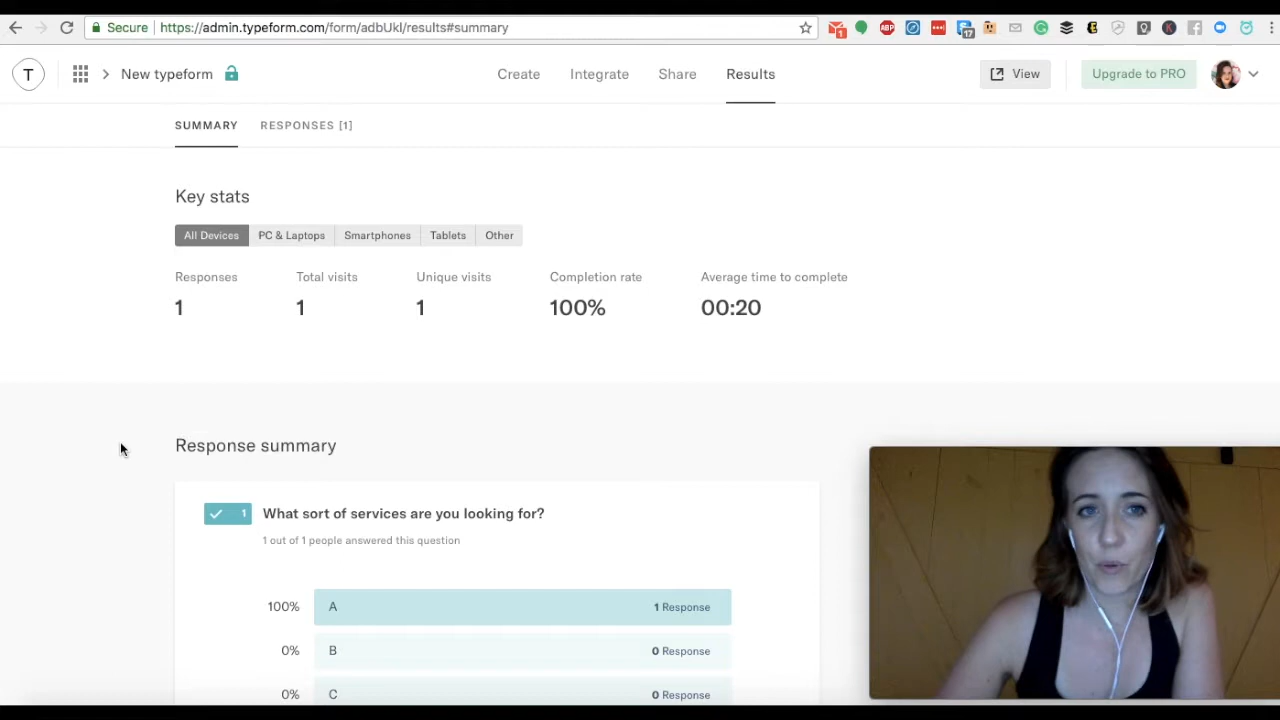 Secure https://admin.typeform.com/form/adbUkl/results#summary
1 ABP 17
T New typeform Create Integrate Share Results View Upgrade to PRO
SUMMARY RESPONSES [1]
Key stats
All Devices PC & Laptops Smartphones Tablets Other
Responses Total visits Unique visits Completion rate Average time to complete
1 1 1 100% 00:20
Response summary
1 What sort of services are you looking for?
1 out of 1 people answered this question
100% A 1 Response
0% B 0 Response
0% C 0 Response